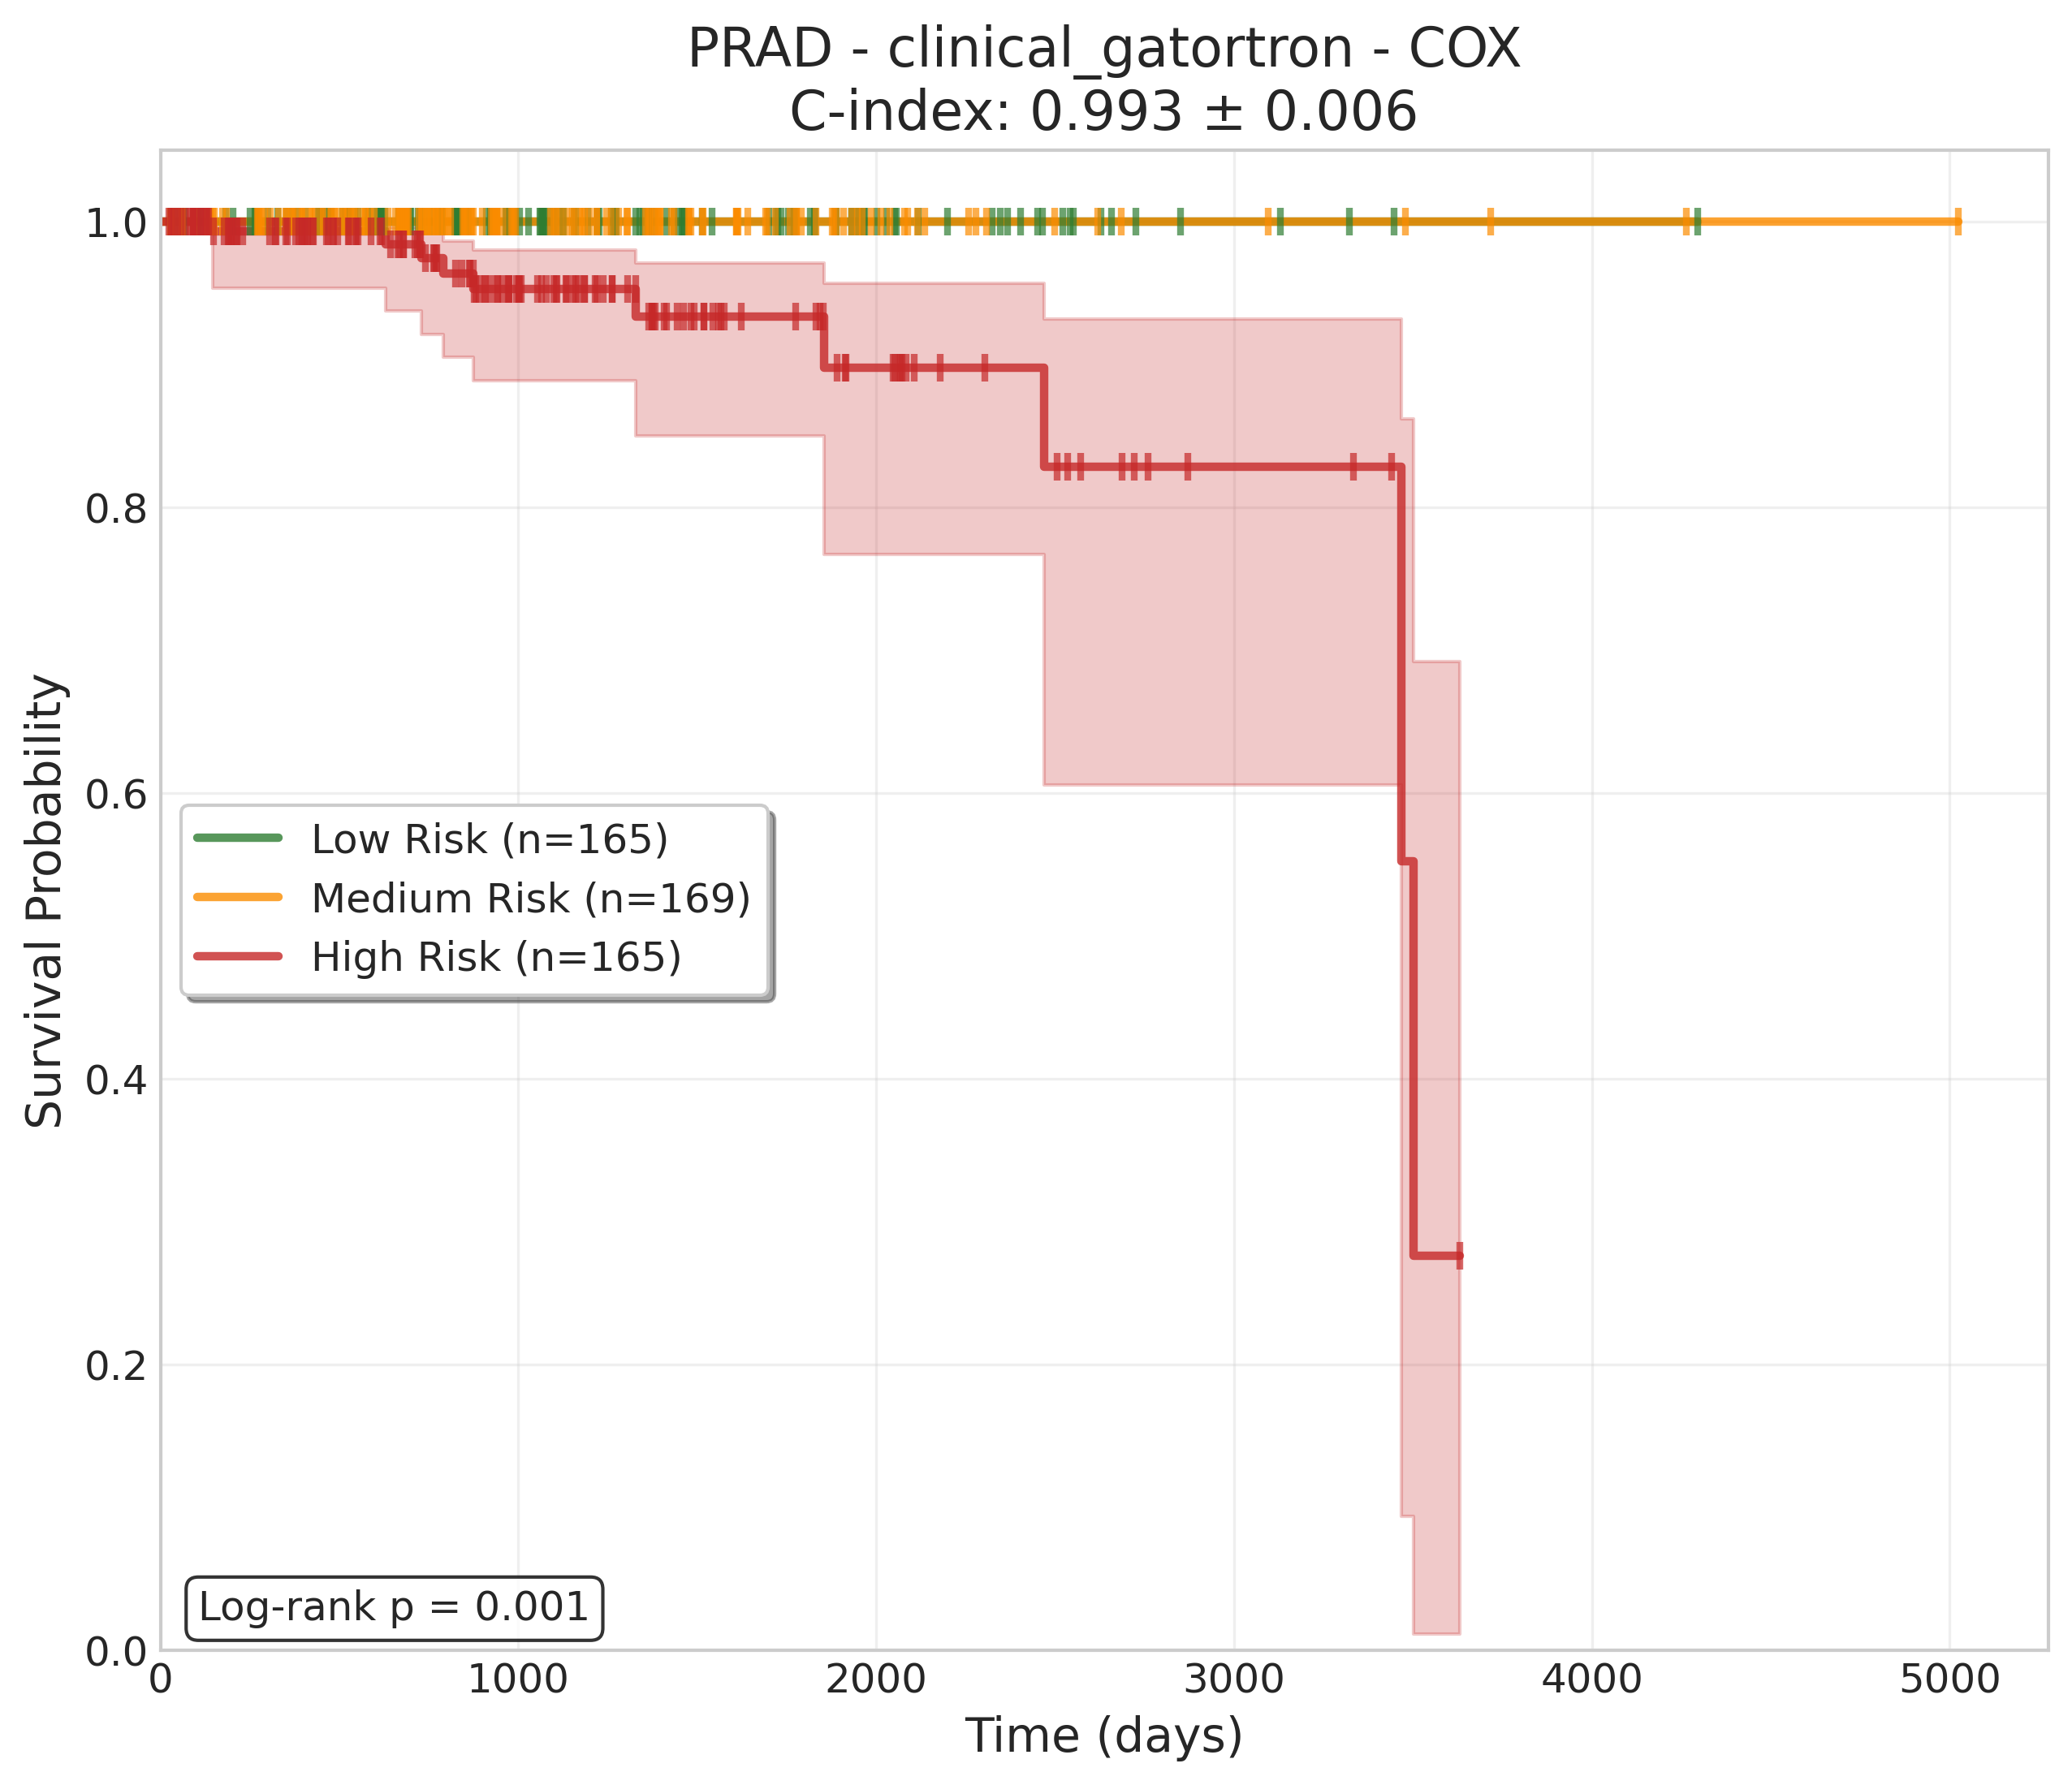 PRAD - clinical_gatortron - COX
C-index: 0.993 ± 0.006
Survival Probability
1.0
0.8
0.6
0.4
0.2
0.0
Low Risk (n=165)
Medium Risk (n=169)
High Risk (n=165)
Log-rank p = 0.001
0 1000 2000 3000 4000 5000
Time (days)